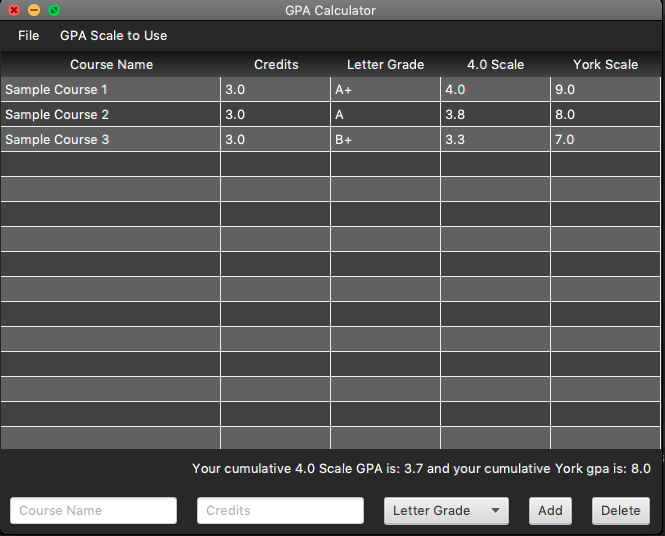 GPA Calculator
File GPA Scale to Use
Course Name Credits Letter Grade 4.0 Scale York Scale
Sample Course 1 3.0 A+ 4.0 9.0
Sample Course 2 3.0 A 3.8 8.0
Sample Course 3 3.0 B+ 3.3 7.0
Your cumulative 4.0 Scale GPA is: 3.7 and your cumulative York gpa is: 8.0
Course Name Credits Letter Grade Add Delete